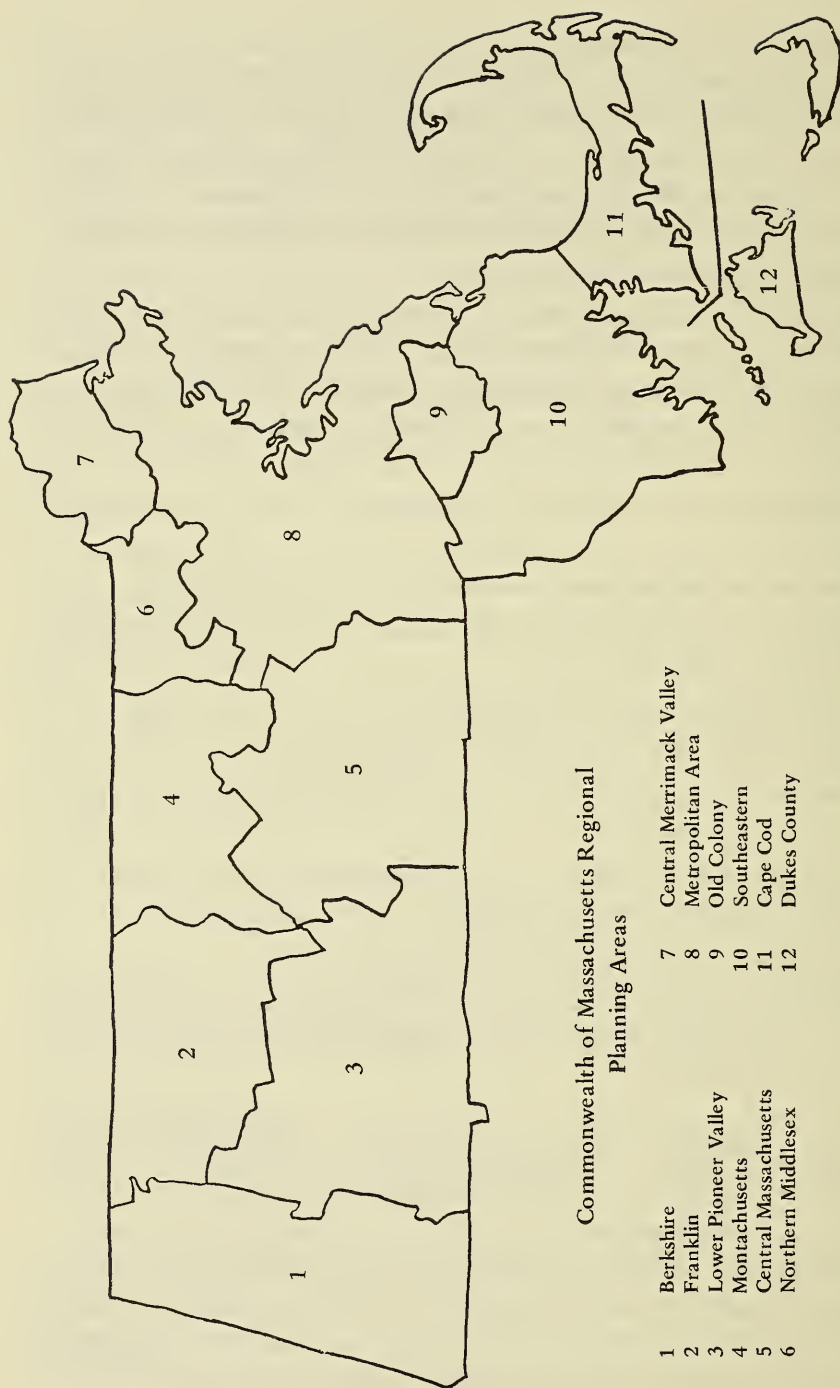 7
6
8
4
9
2
5
10
11
3
1
12
Commonwealth of Massachusetts Regional
Planning Areas
1 Berkshire
2 Franklin
3 Lower Pioneer Valley
4 Montachusetts
5 Central Massachusetts
6 Northern Middlesex
7 Central Merrimack Valley
8 Metropolitan Area
9 Old Colony
10 Southeastern
11 Cape Cod
12 Dukes County